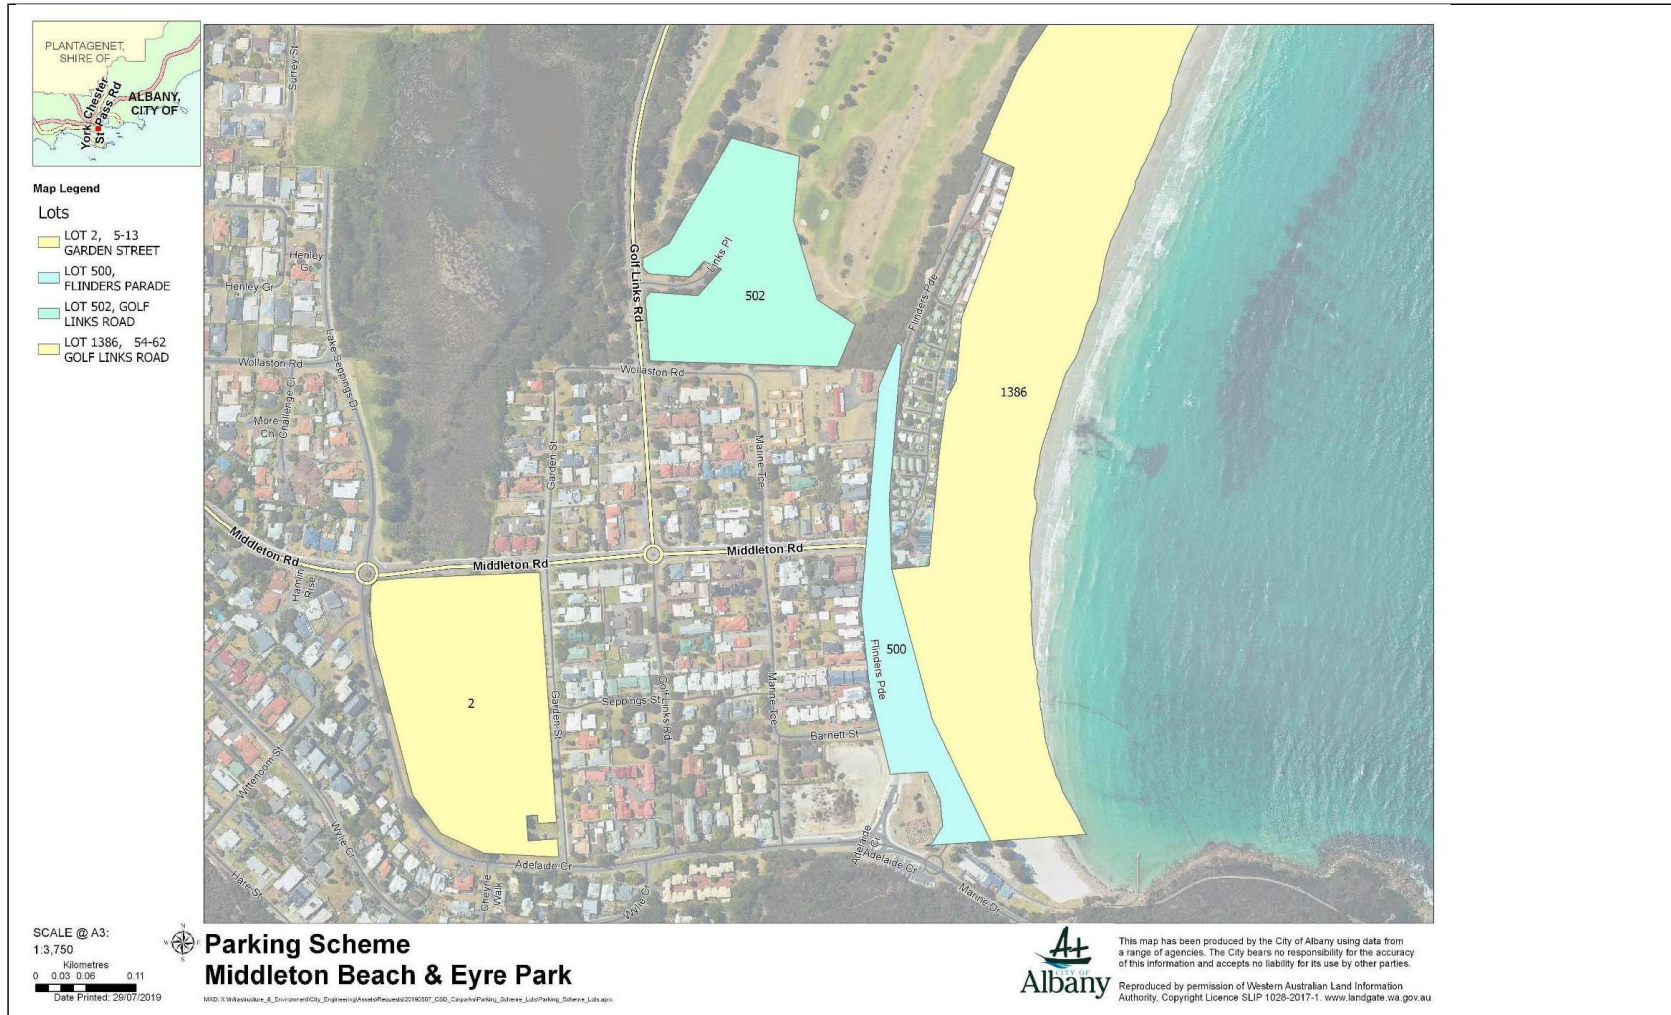 PLANTAGENET,
SHIRE OF
York Chester
St Pass Rd
ALBANY,
CITY OF
Map Legend
Lots
LOT 2, 5-13
GARDEN STREET
LOT 500,
FLINDERS PARADE
LOT 502, GOLF
LINKS ROAD
LOT 1386, 54-62
GOLF LINKS ROAD
Surrey St
Henley
Gr
Henley Gr
Lake Seppings Dr
Wollaston Rd
Challenge Cl
More
Ch
Golf Links Rd
Links Pl
502
Flinders Pde
1386
Wollaston Rd
Garden St
Marine Tce
Middleton Rd
Hamlin
Rise
Middleton Rd
Middleton Rd
2
Garden St
Seppings St
Golf Links Rd
Marine Tce
Barnett St
Flinders Pde
500
Wittenoom St
Wylie Cr
Hare St
Adelaide Cr
Cheyne
Walk
Wylie Cr
Adelaide
Cr
Adelaide Cr
Marine Dr
SCALE @ A3:
1:3,750
Kilometres
0 0.03 0.06 0.11
Date Printed: 29/07/2019
N
W E
S
Parking Scheme
Middleton Beach & Eyre Park
CITY OF
Albany
This map has been produced by the City of Albany using data from
a range of agencies. The City bears no responsibility for the accuracy
of this information and accepts no liability for its use by other parties.
Reproduced by permission of Western Australian Land Information
Authority, Copyright Licence SLIP 1028-2017-1. www.landgate.wa.gov.au